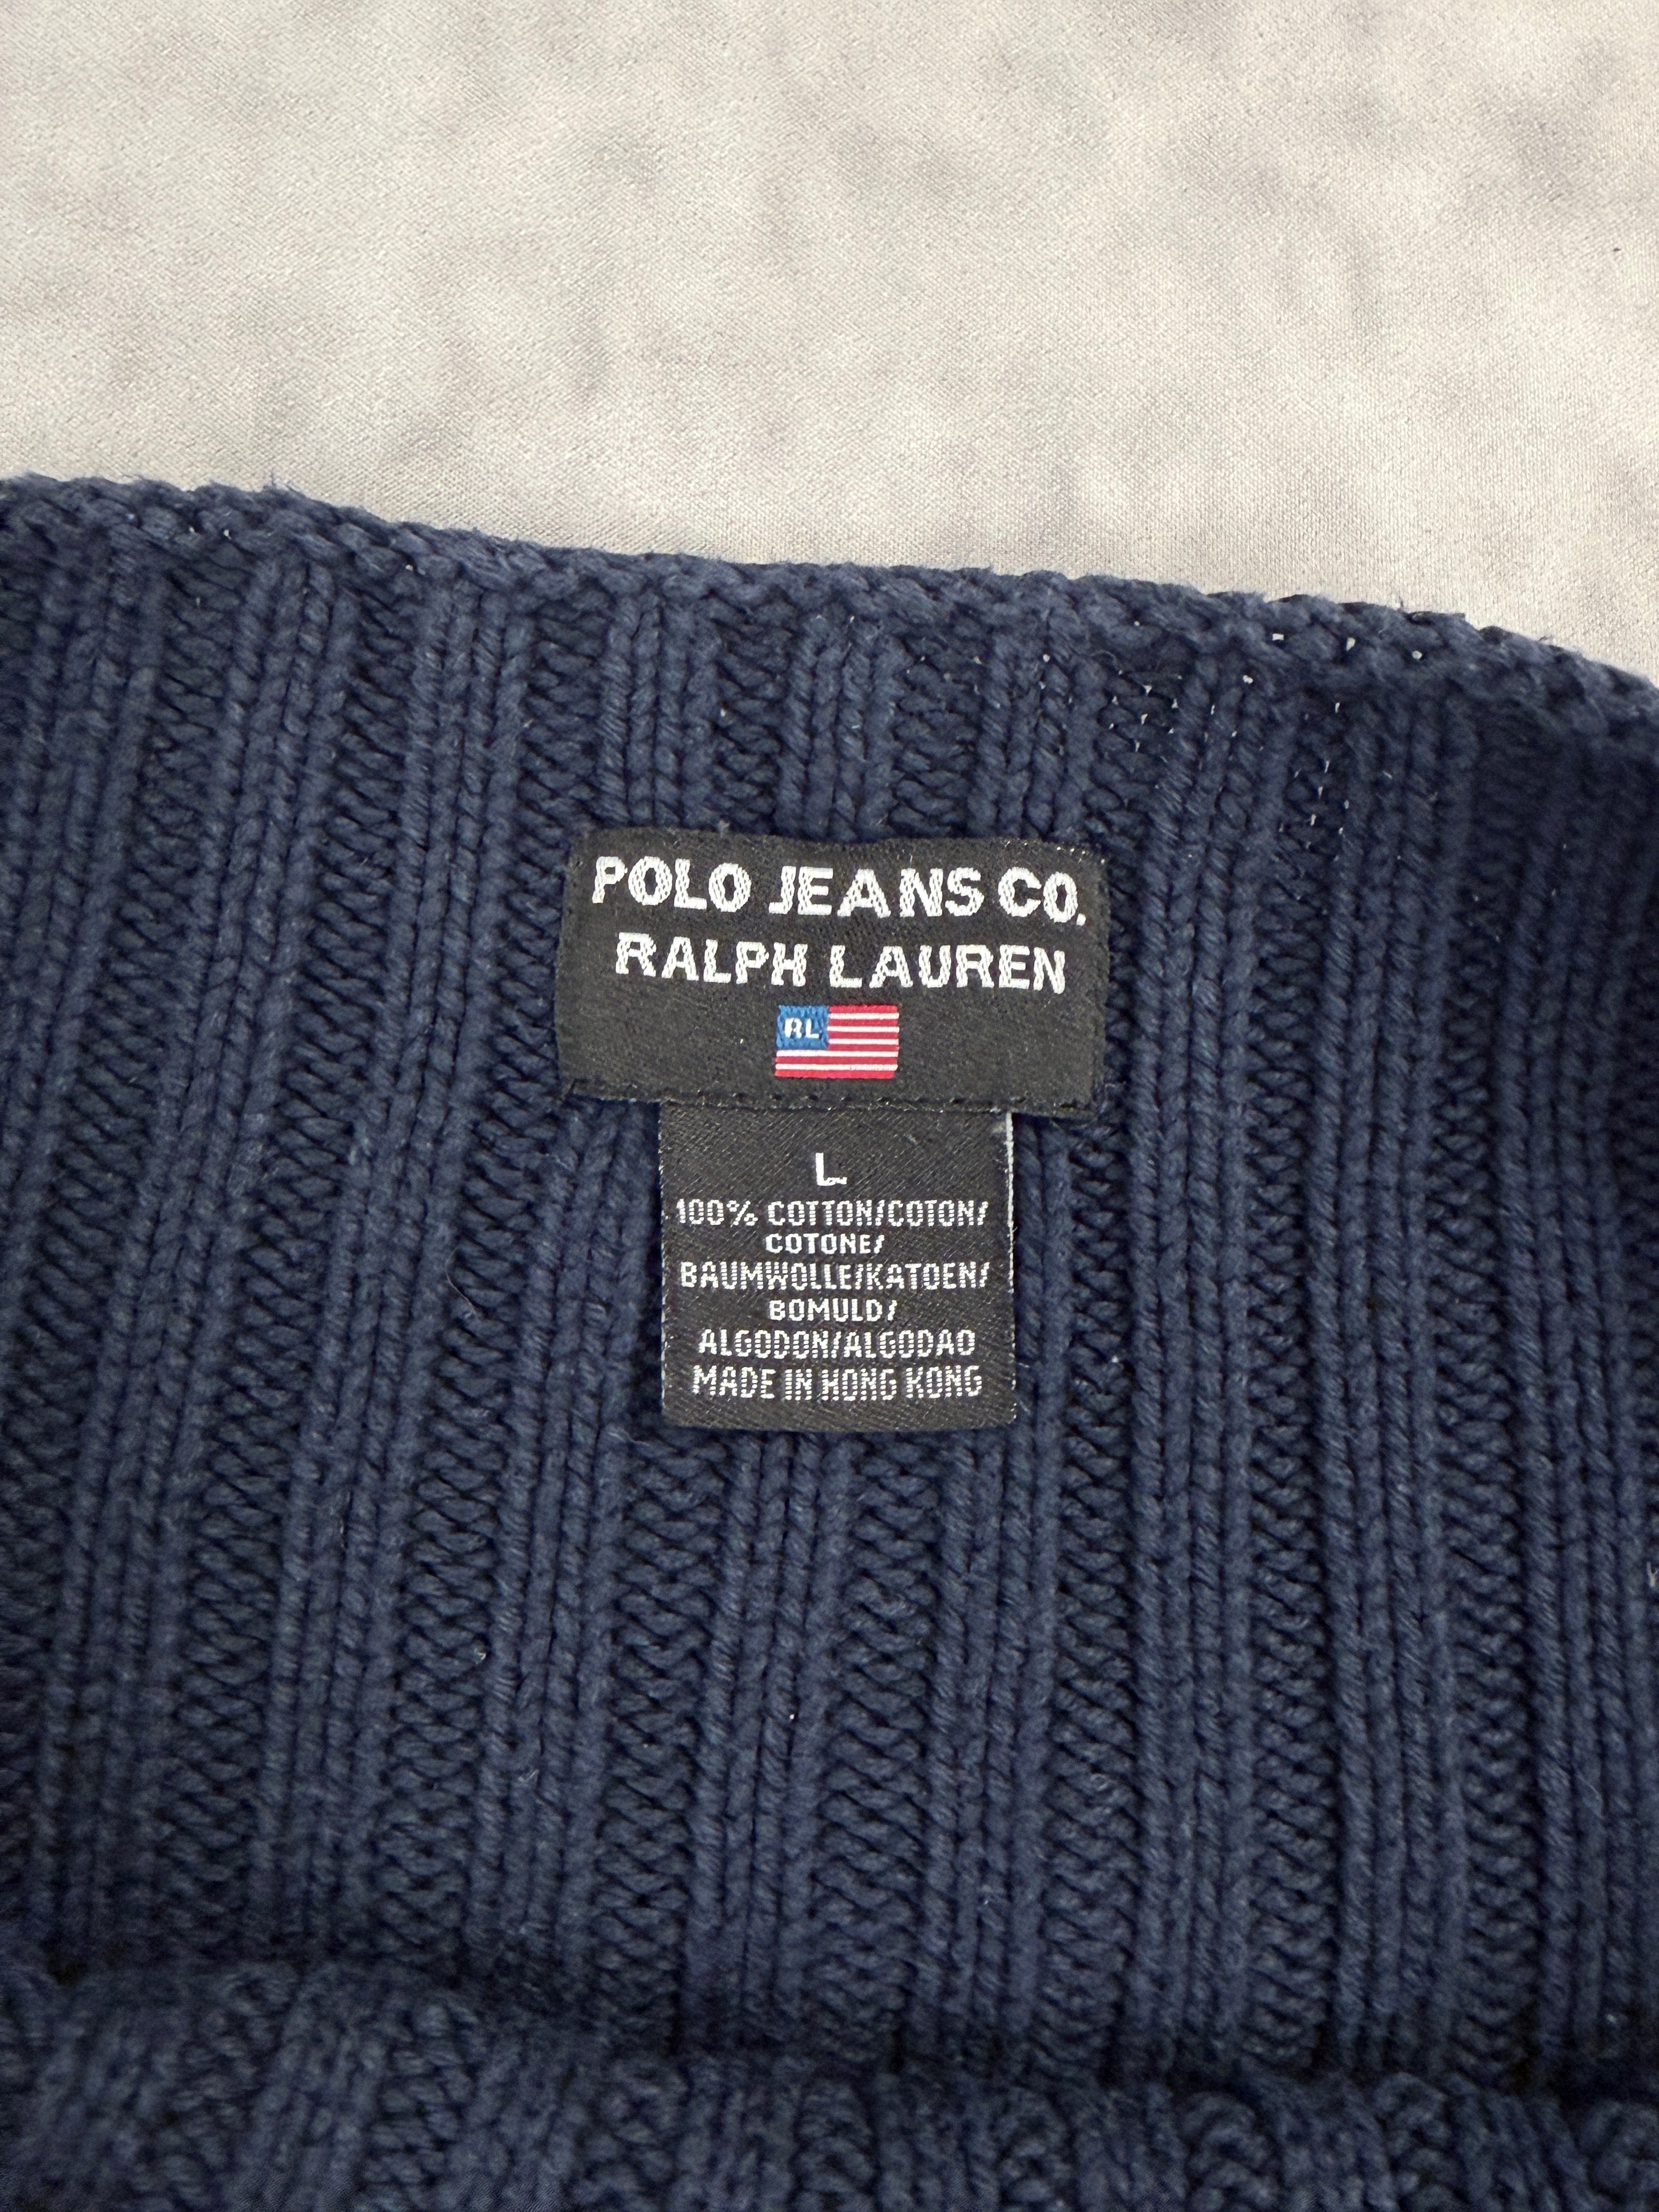 POLO JEANS CO.
RALPH LAUREN
RL
L
100% COTTON/COTON/
COTONE/
BAUMWOLLE/KATOEN/
BOMULD/
ALGODON/ALGODAO
MADE IN HONG KONG